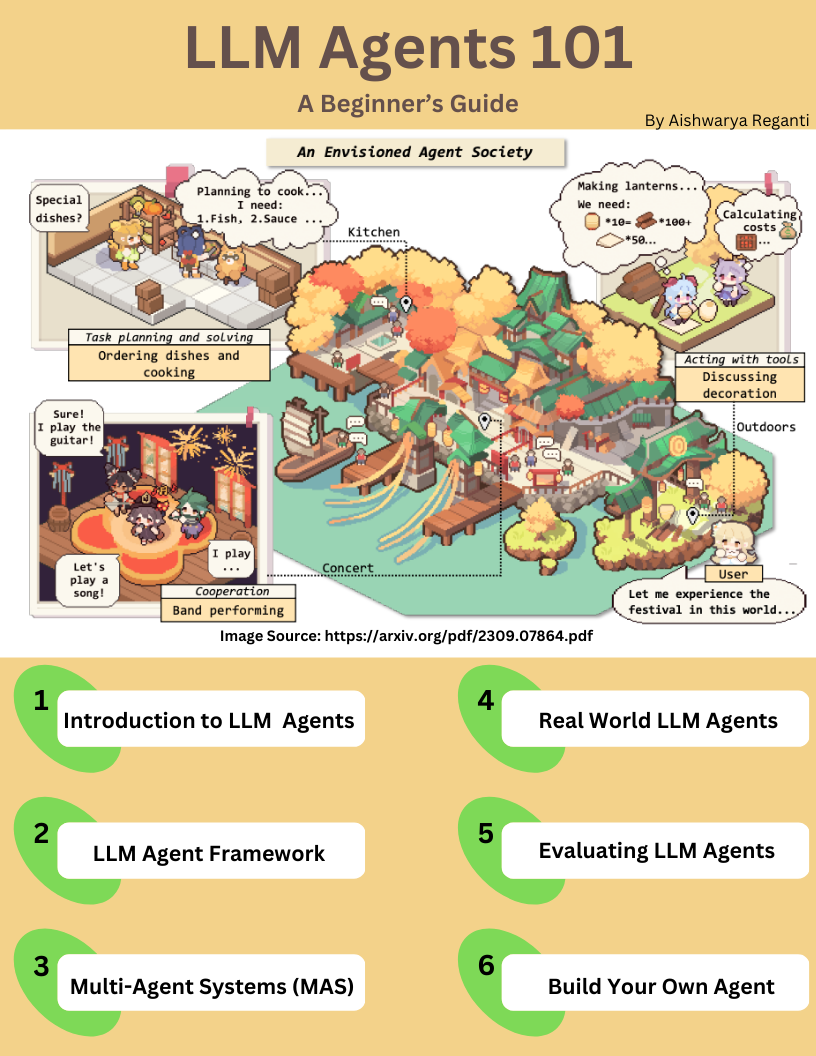 LLM Agents 101
A Beginner's Guide
By Aishwarya Reganti
An Envisioned Agent Society
Special
dishes?
Planning to cook...
I need:
1.Fish, 2.Sauce ...
Kitchen
Task planning and solving
Ordering dishes and
cooking
Making lanterns...
We need:
*10= *100+
*50...
Calculating
costs
...
Acting with tools
Discussing
decoration
Outdoors
Sure!
I play the
guitar!
Let's
play a
song!
I play
...
Concert
Cooperation
Band performing
User
Let me experience the
festival in this world...
Image Source: https://arxiv.org/pdf/2309.07864.pdf
1
Introduction to LLM Agents
2
LLM Agent Framework
3
Multi-Agent Systems (MAS)
4
Real World LLM Agents
5
Evaluating LLM Agents
6
Build Your Own Agent